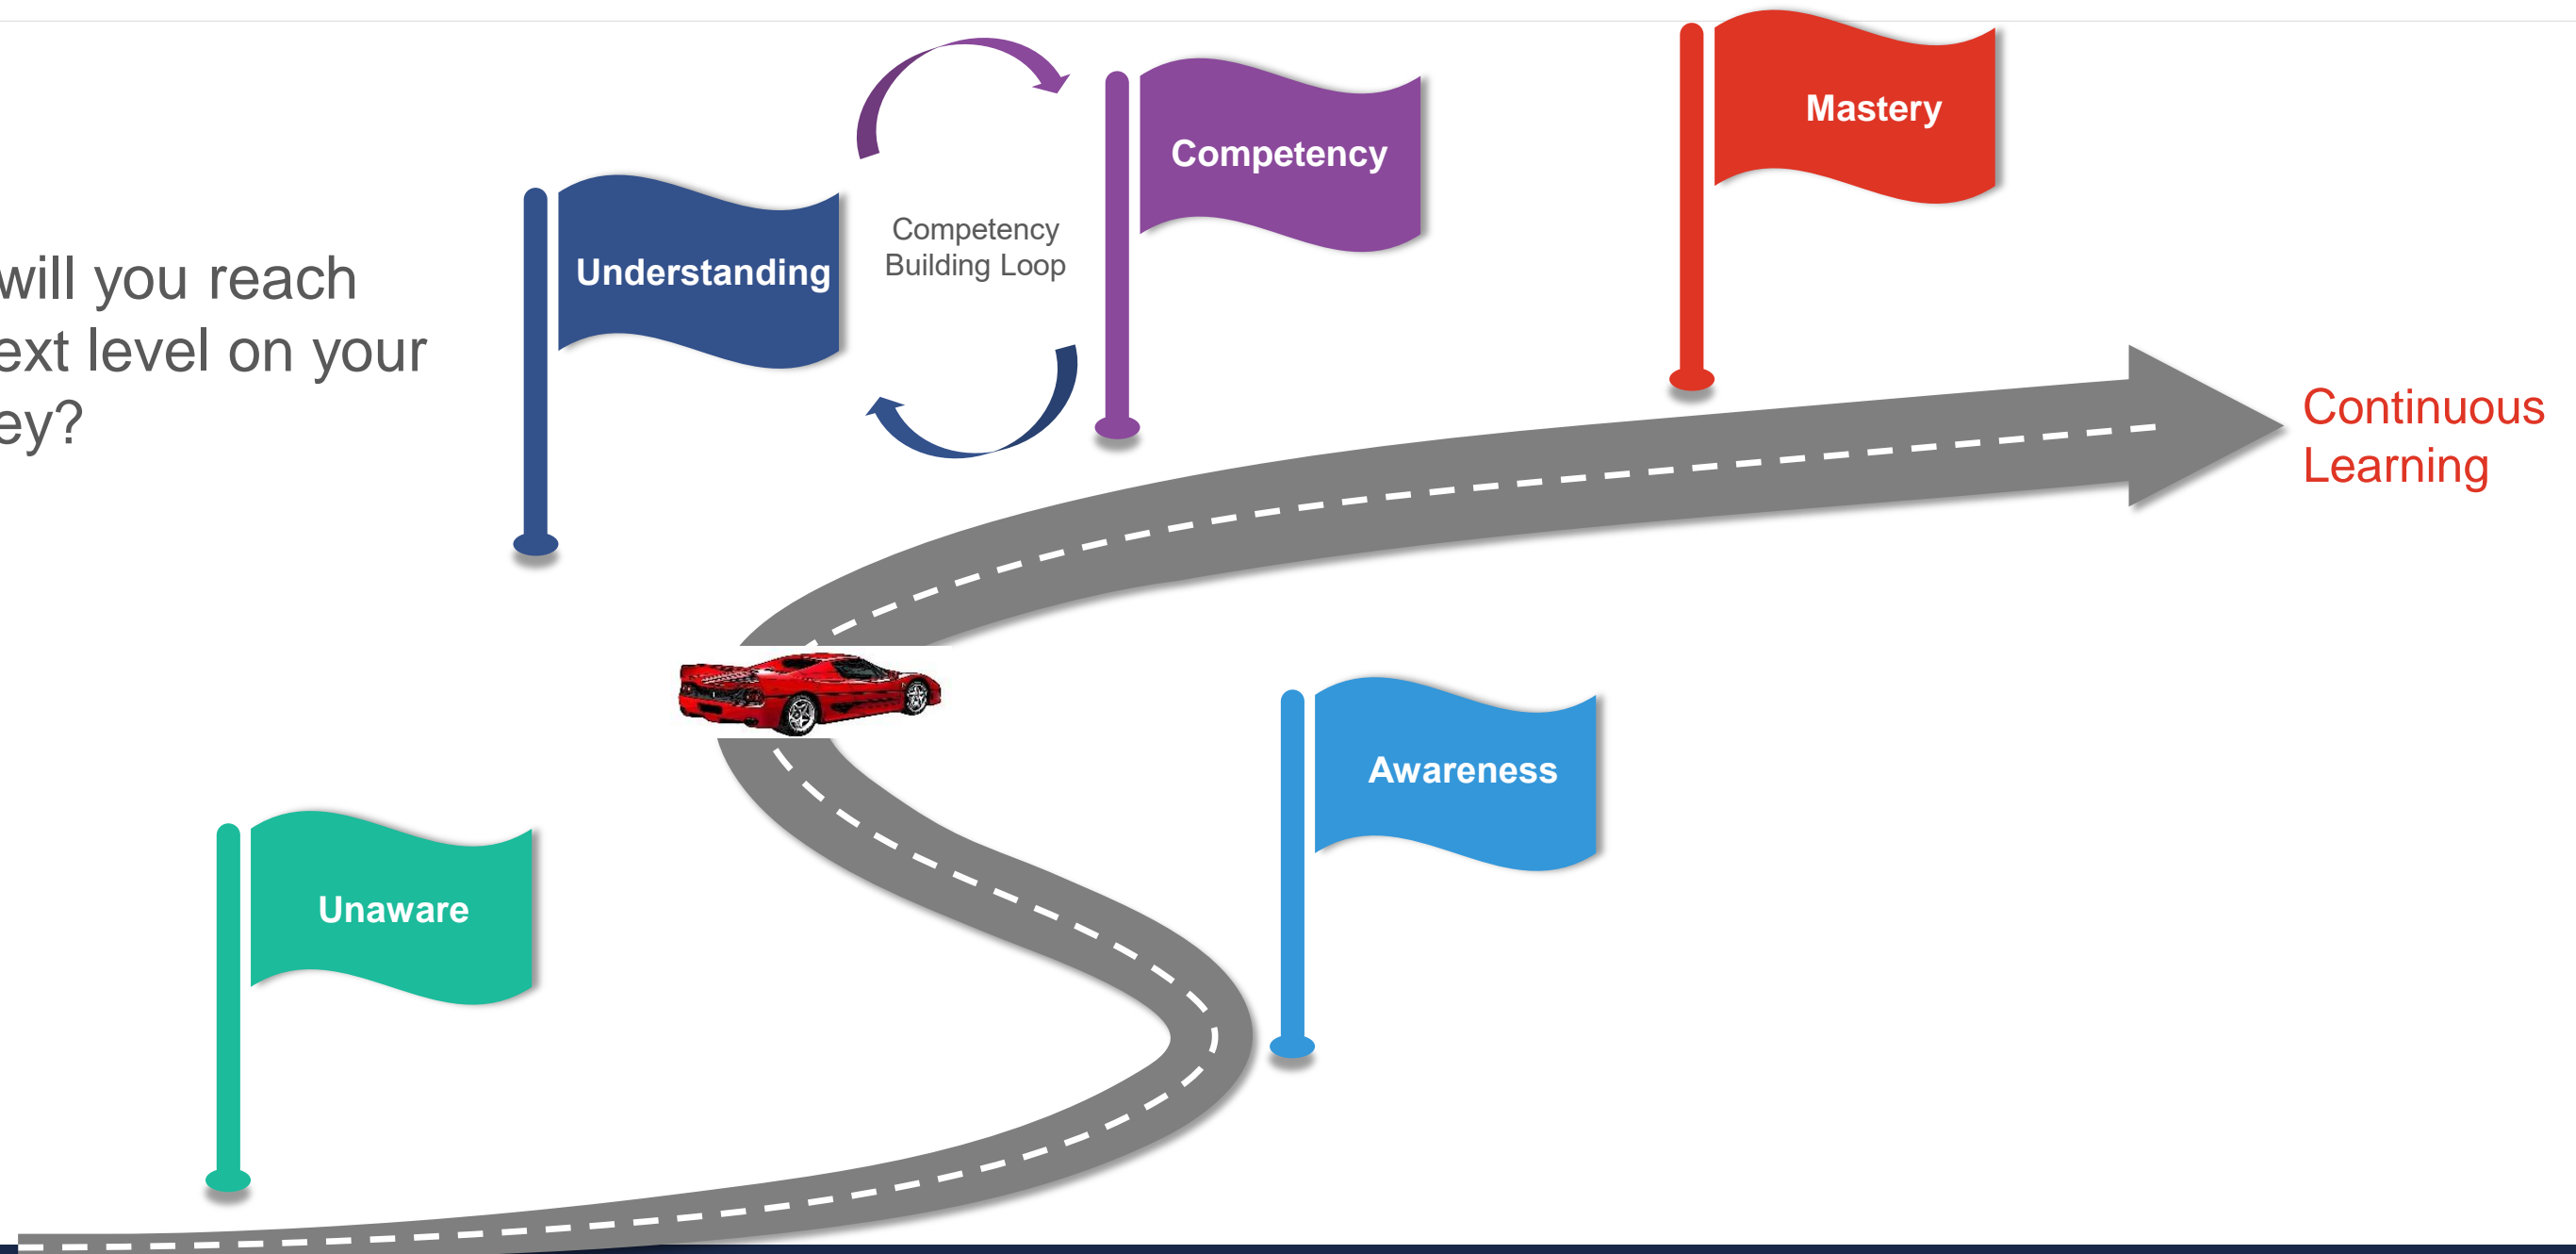 will you reach
ext level on your
ey?
Understanding
Competency
Building Loop
Competency
Mastery
Continuous
Learning
Awareness
Unaware